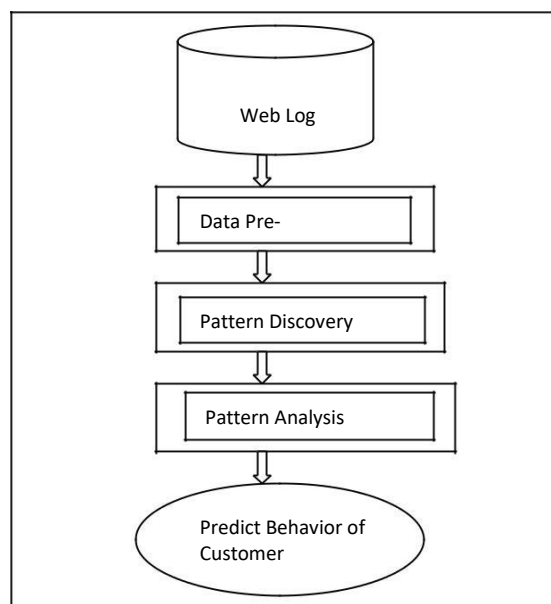 Web Log
Data Pre-
Pattern Discovery
Pattern Analysis
Predict Behavior of
Customer